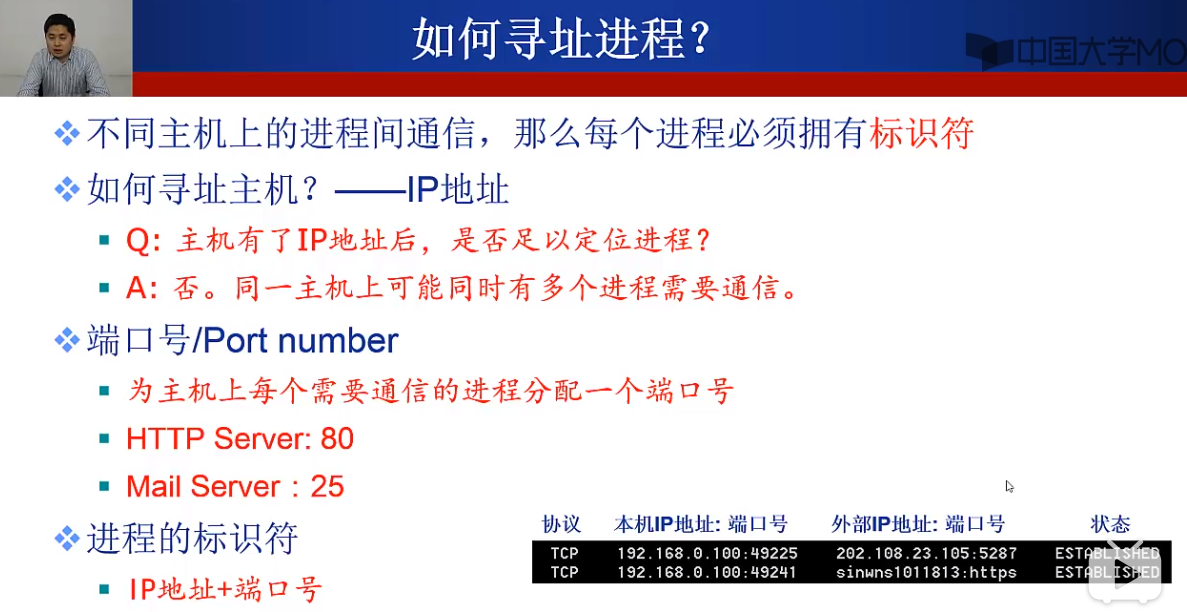 如何寻址进程？
中国大学MO
不同主机上的进程间通信，那么每个进程必须拥有标识符
如何寻址主机？——IP地址
Q: 主机有了IP地址后，是否足以定位进程？
A: 否。同一主机上可能同时有多个进程需要通信。
端口号/Port number
为主机上每个需要通信的进程分配一个端口号
HTTP Server: 80
Mail Server：25
进程的标识符
IP地址+端口号
协议 本机IP地址: 端口号 外部IP地址: 端口号 状态
TCP 192.168.0.100:49225 202.108.23.105:5287 ESTABLISHED
TCP 192.168.0.100:49241 sinwns1011813:https ESTABLISHED